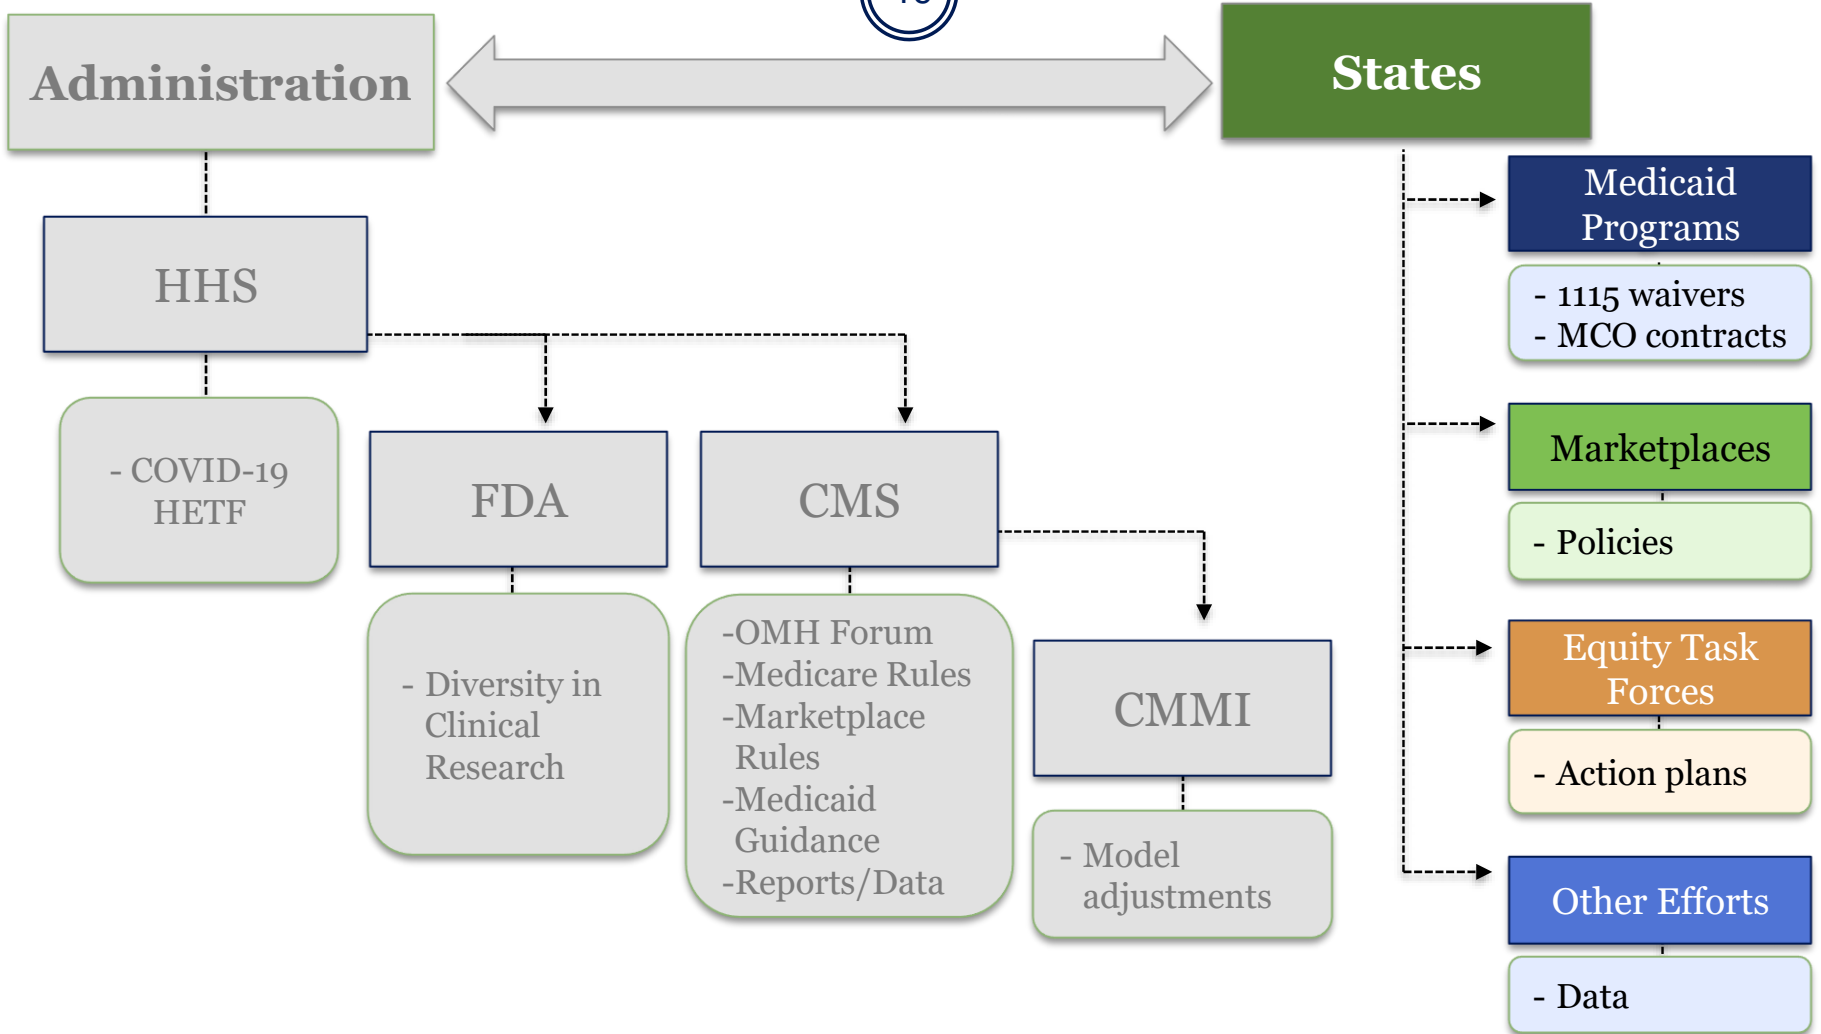 Administration
States
HHS
- COVID-19
HETF
FDA
- Diversity in
Clinical
Research
CMS
-OMH Forum
-Medicare Rules
-Marketplace
Rules
-Medicaid
Guidance
-Reports/Data
CMMI
- Model
adjustments
Medicaid
Programs
- 1115 waivers
- MCO contracts
Marketplaces
- Policies
Equity Task
Forces
- Action plans
Other Efforts
- Data